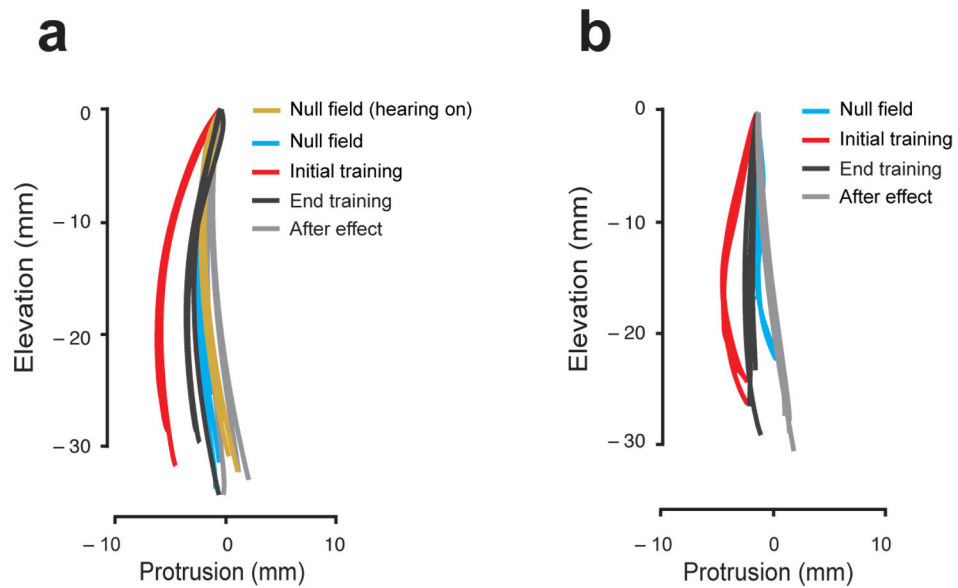 a
0
– 10
– 20
– 30
Elevation (mm)
Null field (hearing on)
Null field
Initial training
End training
After effect
– 10 0 10
Protrusion (mm)
b
0
– 10
– 20
– 30
Elevation (mm)
Null field
Initial training
End training
After effect
– 10 0 10
Protrusion (mm)